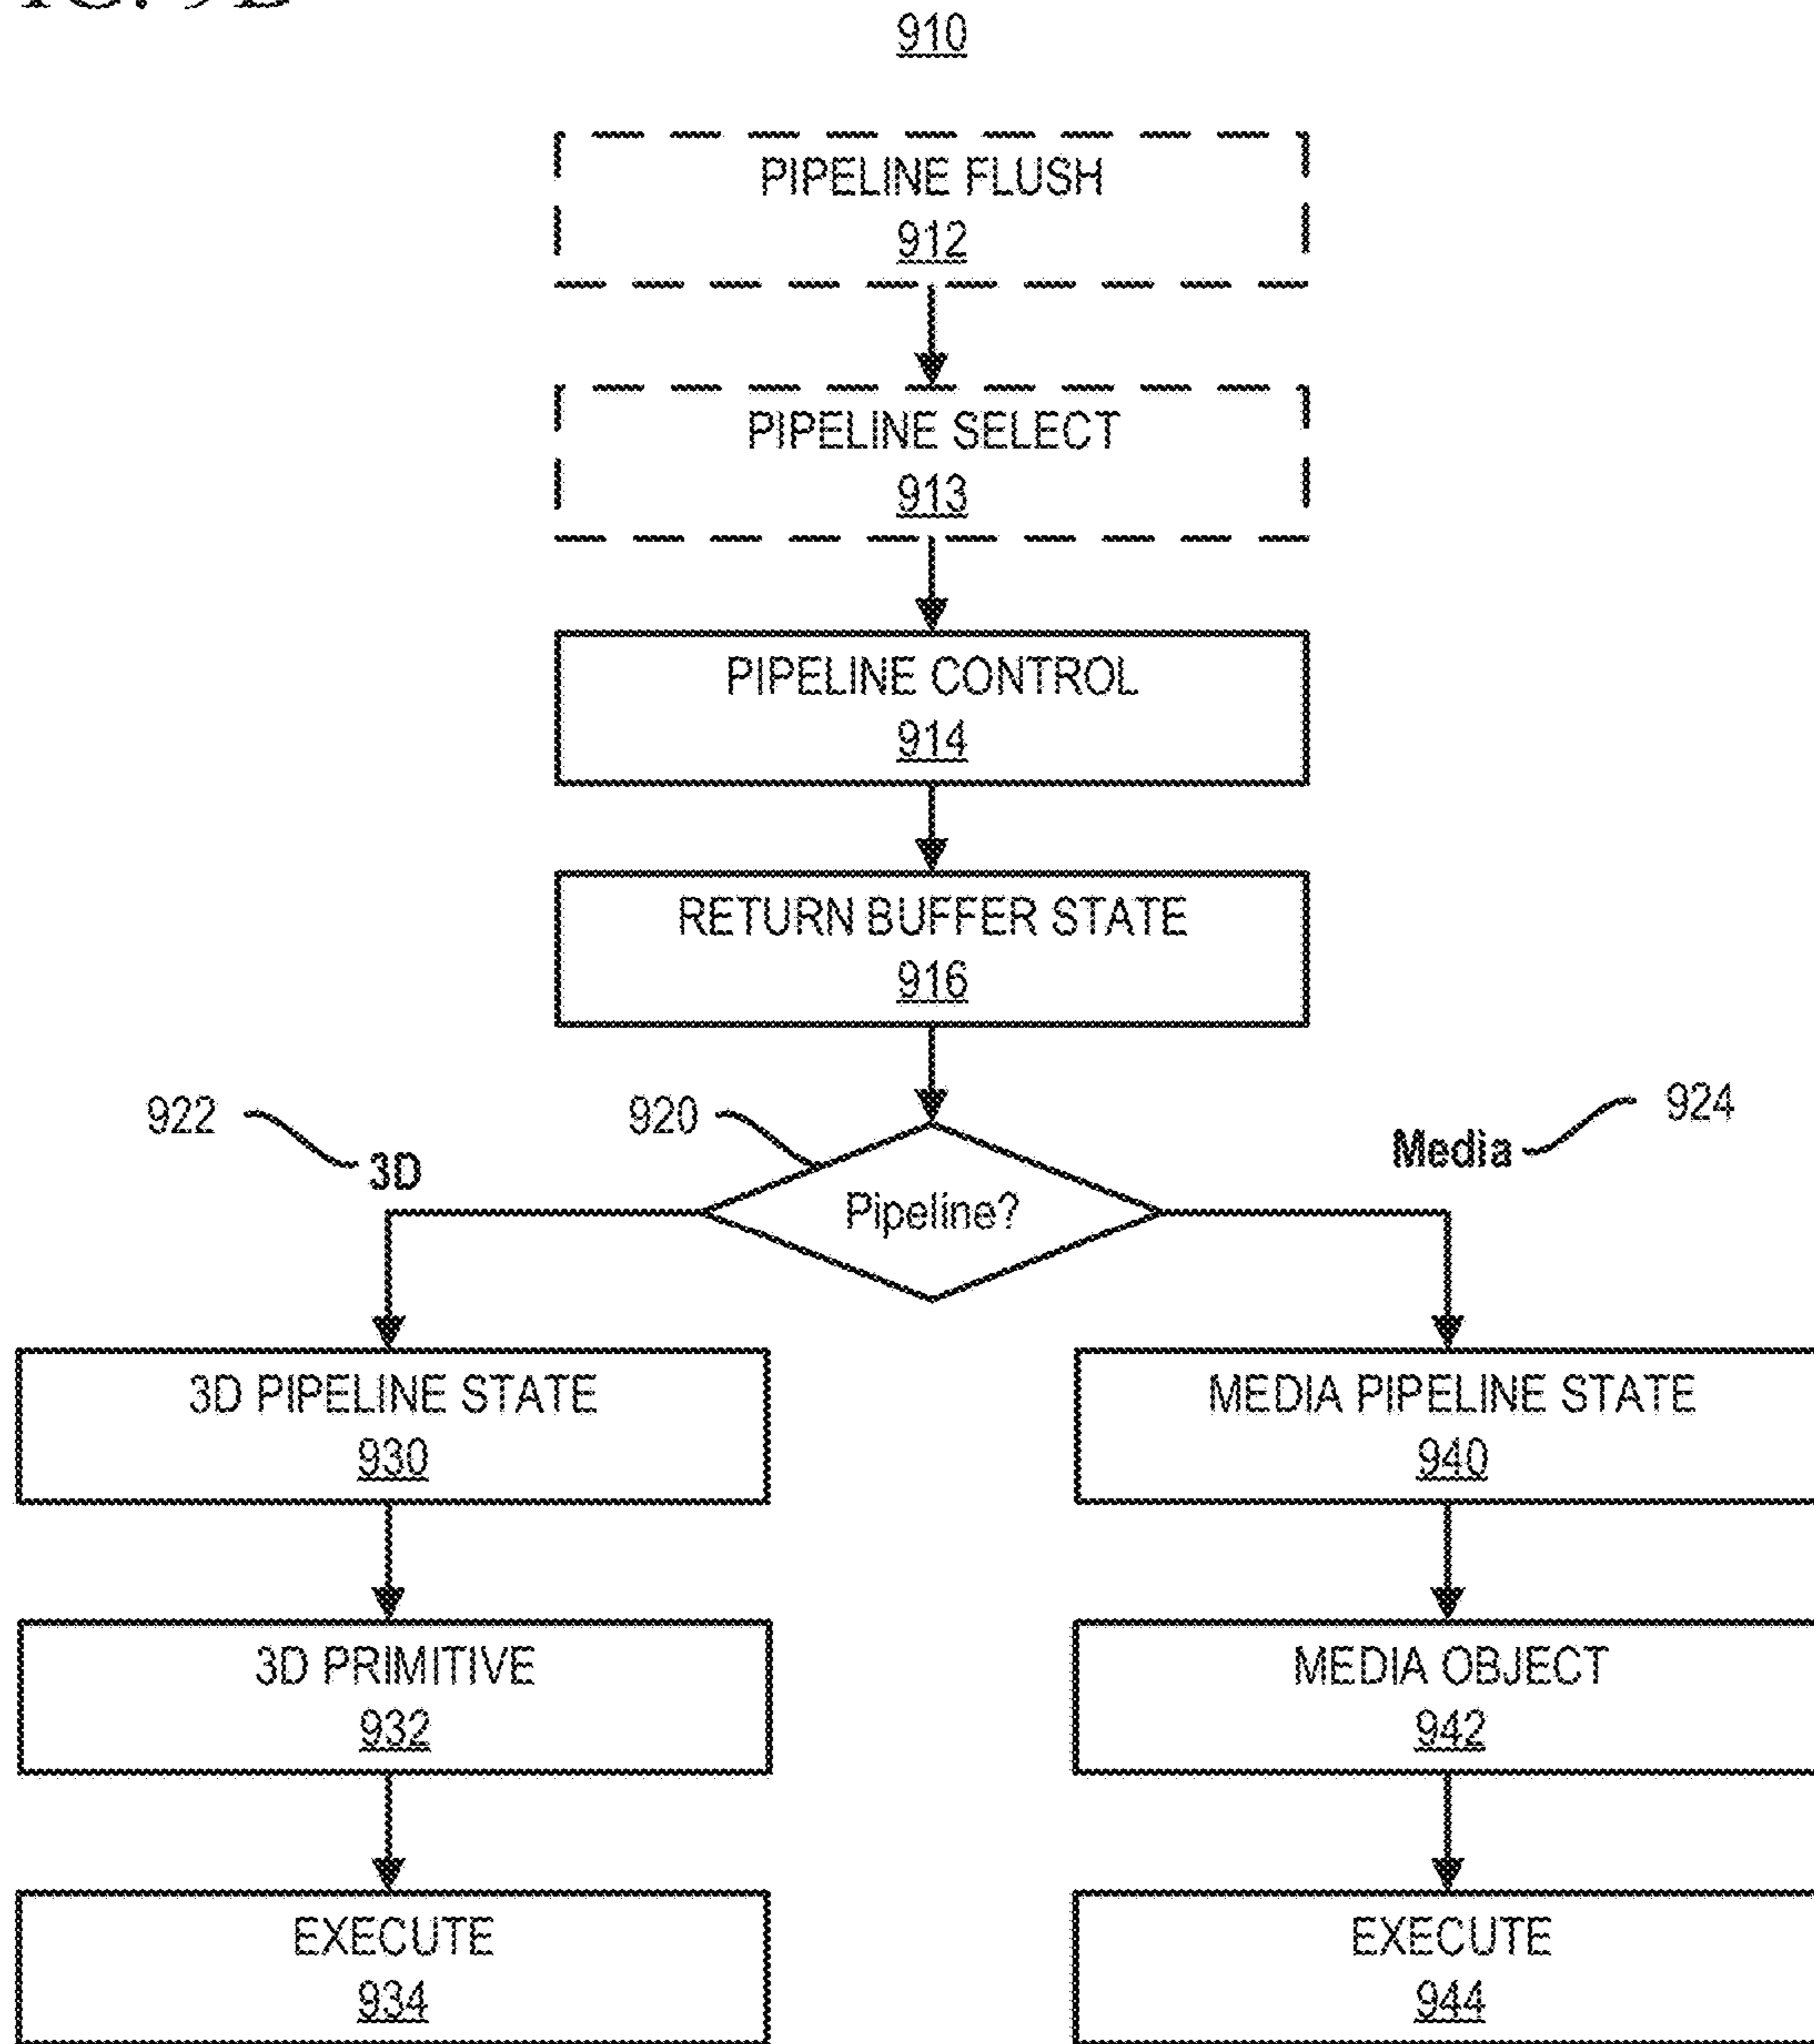 910
PIPELINE FLUSH
912
PIPELINE SELECT
913
PIPELINE CONTROL
914
RETURN BUFFER STATE
916
922
920
924
3D
Media
Pipeline?
3D PIPELINE STATE
930
MEDIA PIPELINE STATE
940
3D PRIMITIVE
932
MEDIA OBJECT
942
EXECUTE
934
EXECUTE
944